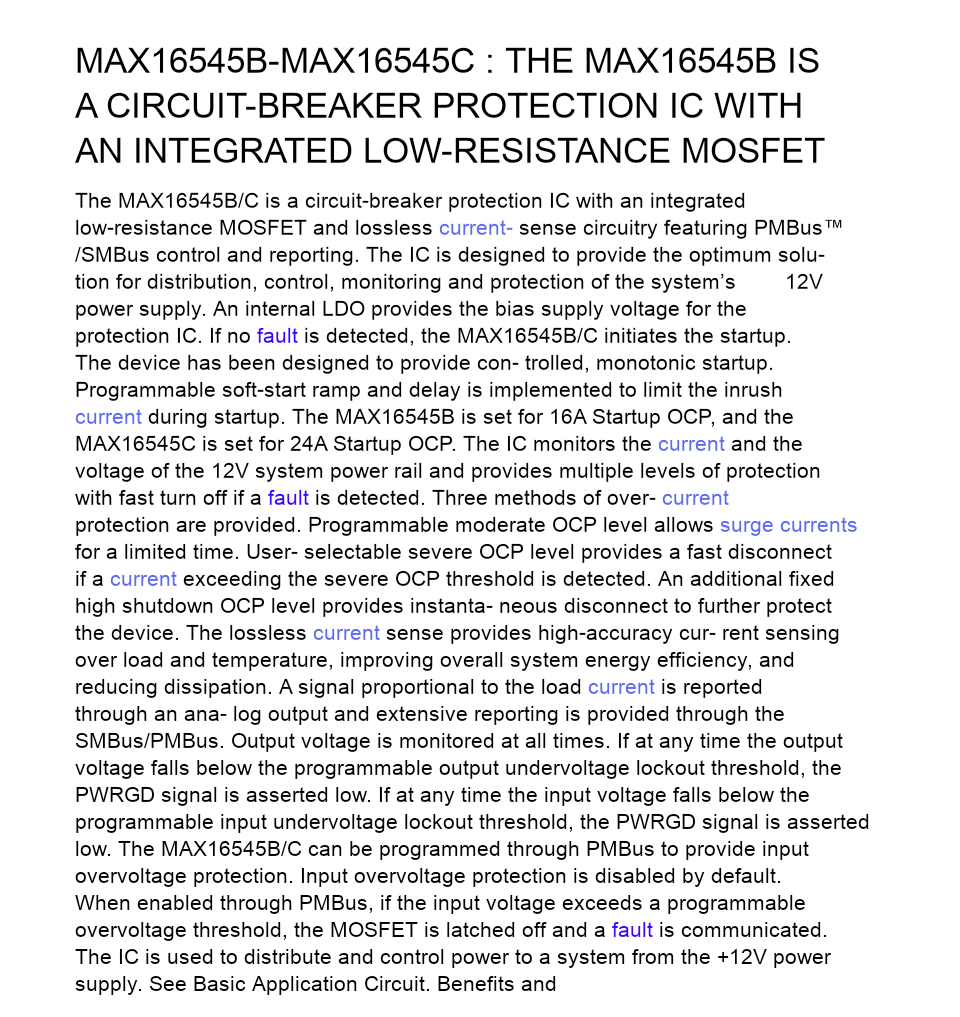 MAX16545B-MAX16545C : THE MAX16545B IS
A CIRCUIT-BREAKER PROTECTION IC WITH
AN INTEGRATED LOW-RESISTANCE MOSFET
The MAX16545B/C is a circuit-breaker protection IC with an integrated
low-resistance MOSFET and lossless current- sense circuitry featuring PMBus™
/SMBus control and reporting. The IC is designed to provide the optimum solu-
tion for distribution, control, monitoring and protection of the system’s 12V
power supply. An internal LDO provides the bias supply voltage for the
protection IC. If no fault is detected, the MAX16545B/C initiates the startup.
The device has been designed to provide con- trolled, monotonic startup.
Programmable soft-start ramp and delay is implemented to limit the inrush
current during startup. The MAX16545B is set for 16A Startup OCP, and the
MAX16545C is set for 24A Startup OCP. The IC monitors the current and the
voltage of the 12V system power rail and provides multiple levels of protection
with fast turn off if a fault is detected. Three methods of over- current
protection are provided. Programmable moderate OCP level allows surge currents
for a limited time. User- selectable severe OCP level provides a fast disconnect
if a current exceeding the severe OCP threshold is detected. An additional fixed
high shutdown OCP level provides instanta- neous disconnect to further protect
the device. The lossless current sense provides high-accuracy cur- rent sensing
over load and temperature, improving overall system energy efficiency, and
reducing dissipation. A signal proportional to the load current is reported
through an ana- log output and extensive reporting is provided through the
SMBus/PMBus. Output voltage is monitored at all times. If at any time the output
voltage falls below the programmable output undervoltage lockout threshold, the
PWRGD signal is asserted low. If at any time the input voltage falls below the
programmable input undervoltage lockout threshold, the PWRGD signal is asserted
low. The MAX16545B/C can be programmed through PMBus to provide input
overvoltage protection. Input overvoltage protection is disabled by default.
When enabled through PMBus, if the input voltage exceeds a programmable
overvoltage threshold, the MOSFET is latched off and a fault is communicated.
The IC is used to distribute and control power to a system from the +12V power
supply. See Basic Application Circuit. Benefits and